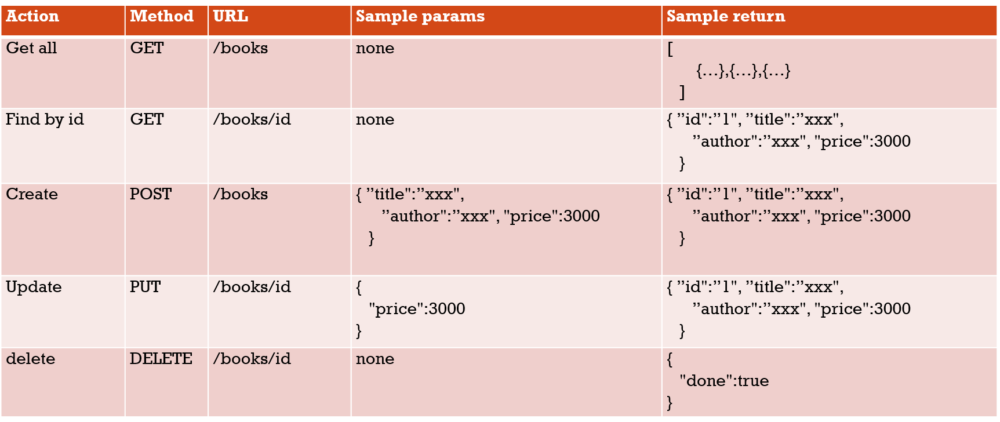 Action Method URL Sample params Sample return
Get all GET /books none [
{...},{...},{...}
]
Find by id GET /books/id none { ”id":”1", ”title":”xxx",
”author":”xxx", "price":3000
}
Create POST /books { ”title":”xxx", { ”id":”1", ”title":”xxx",
”author":”xxx", "price":3000 ”author":”xxx", "price":3000
} }
Update PUT /books/id { { ”id":”1", ”title":”xxx",
"price":3000 ”author":”xxx", "price":3000
} }
delete DELETE /books/id none {
"done":true
}